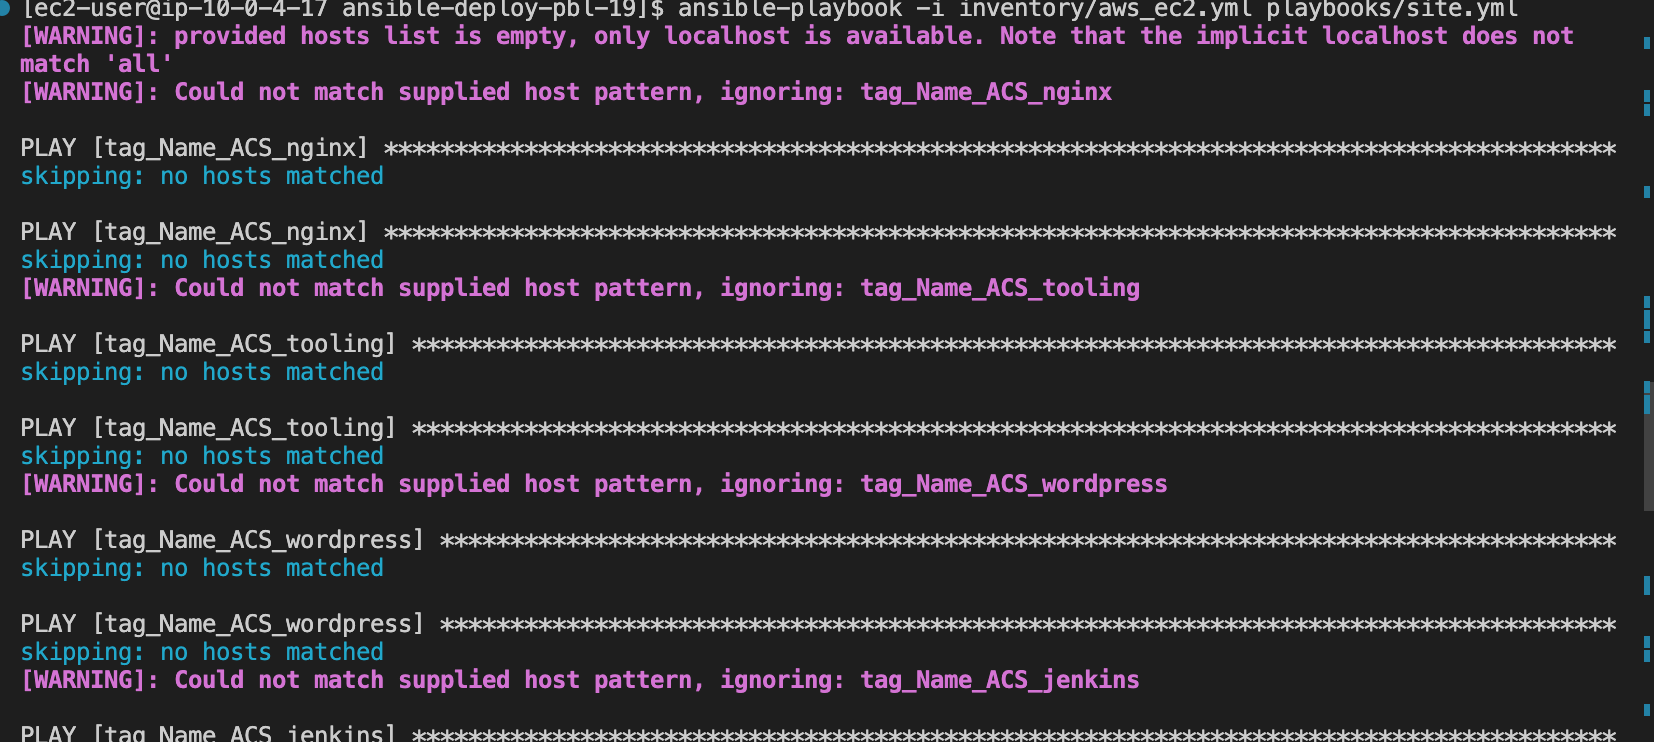 [ec2-user@ip-10-0-4-17 ansible-deploy-pbl-19]$ ansible-playbook -i inventory/aws_ec2.yml playbooks/site.yml
[WARNING]: provided hosts list is empty, only localhost is available. Note that the implicit localhost does not
match 'all'
[WARNING]: Could not match supplied host pattern, ignoring: tag_Name_ACS_nginx
PLAY [tag_Name_ACS_nginx] ****************************************************************************************
skipping: no hosts matched
PLAY [tag_Name_ACS_nginx] ****************************************************************************************
skipping: no hosts matched
[WARNING]: Could not match supplied host pattern, ignoring: tag_Name_ACS_tooling
PLAY [tag_Name_ACS_tooling] **************************************************************************************
skipping: no hosts matched
PLAY [tag_Name_ACS_tooling] **************************************************************************************
skipping: no hosts matched
[WARNING]: Could not match supplied host pattern, ignoring: tag_Name_ACS_wordpress
PLAY [tag_Name_ACS_wordpress] ************************************************************************************
skipping: no hosts matched
PLAY [tag_Name_ACS_wordpress] ************************************************************************************
skipping: no hosts matched
[WARNING]: Could not match supplied host pattern, ignoring: tag_Name_ACS_jenkins
PLAY [tag_Name_ACS_jenkins] **************************************************************************************